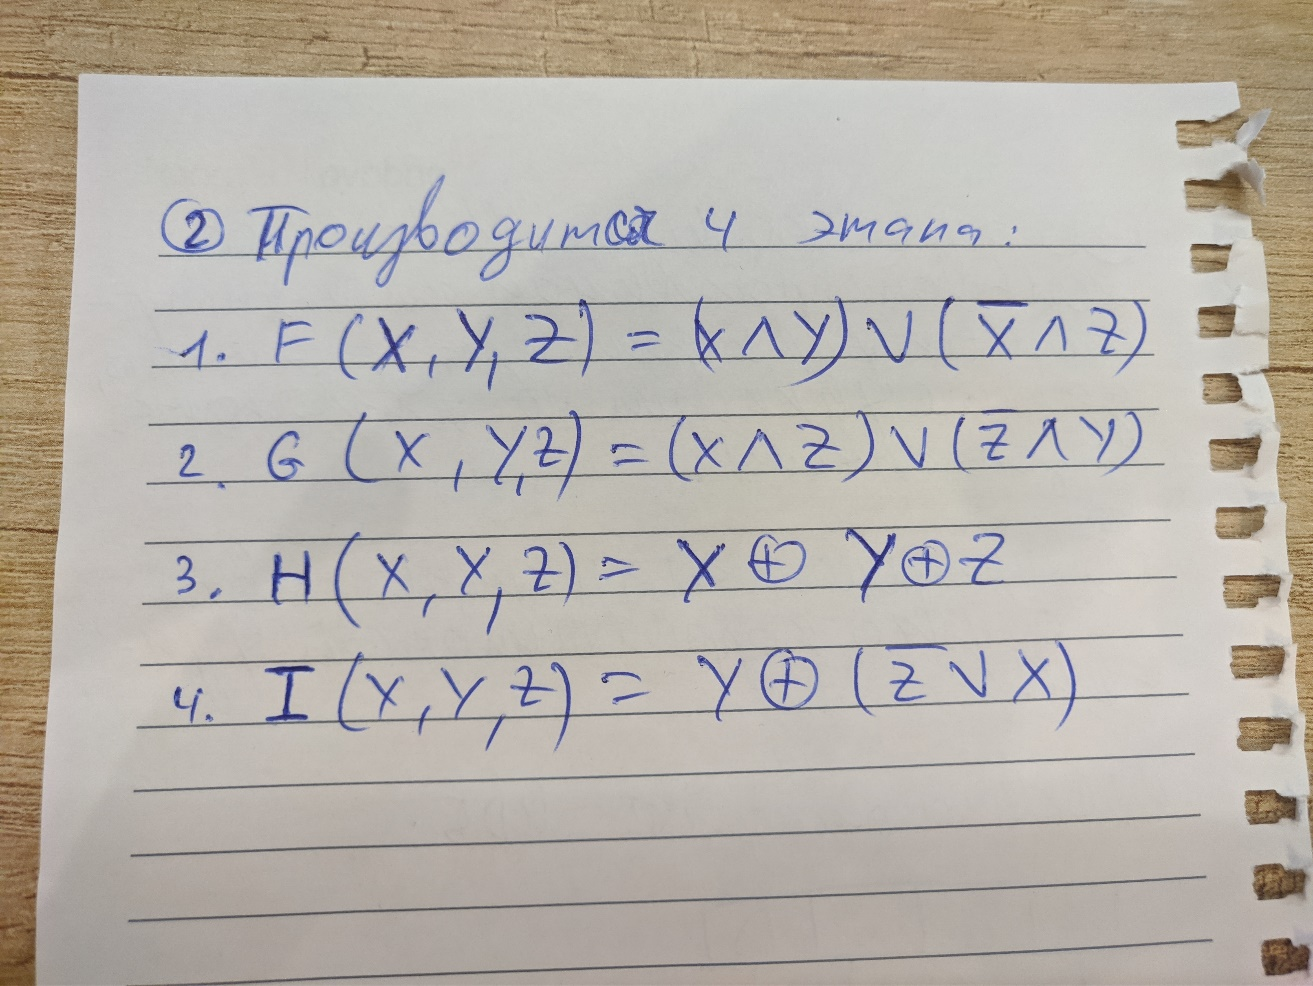 ② Производится 4 этапа:
1. F(X, Y, Z) = (X ∧ Y) ∨ (X̅ ∧ Z)
2. G(X, Y, Z) = (X ∧ Z) ∨ (Z̅ ∧ Y)
3. H(X, Y, Z) = X ⊕ Y ⊕ Z
4. I(X, Y, Z) = Y ⊕ (Z̅ ∨ X)